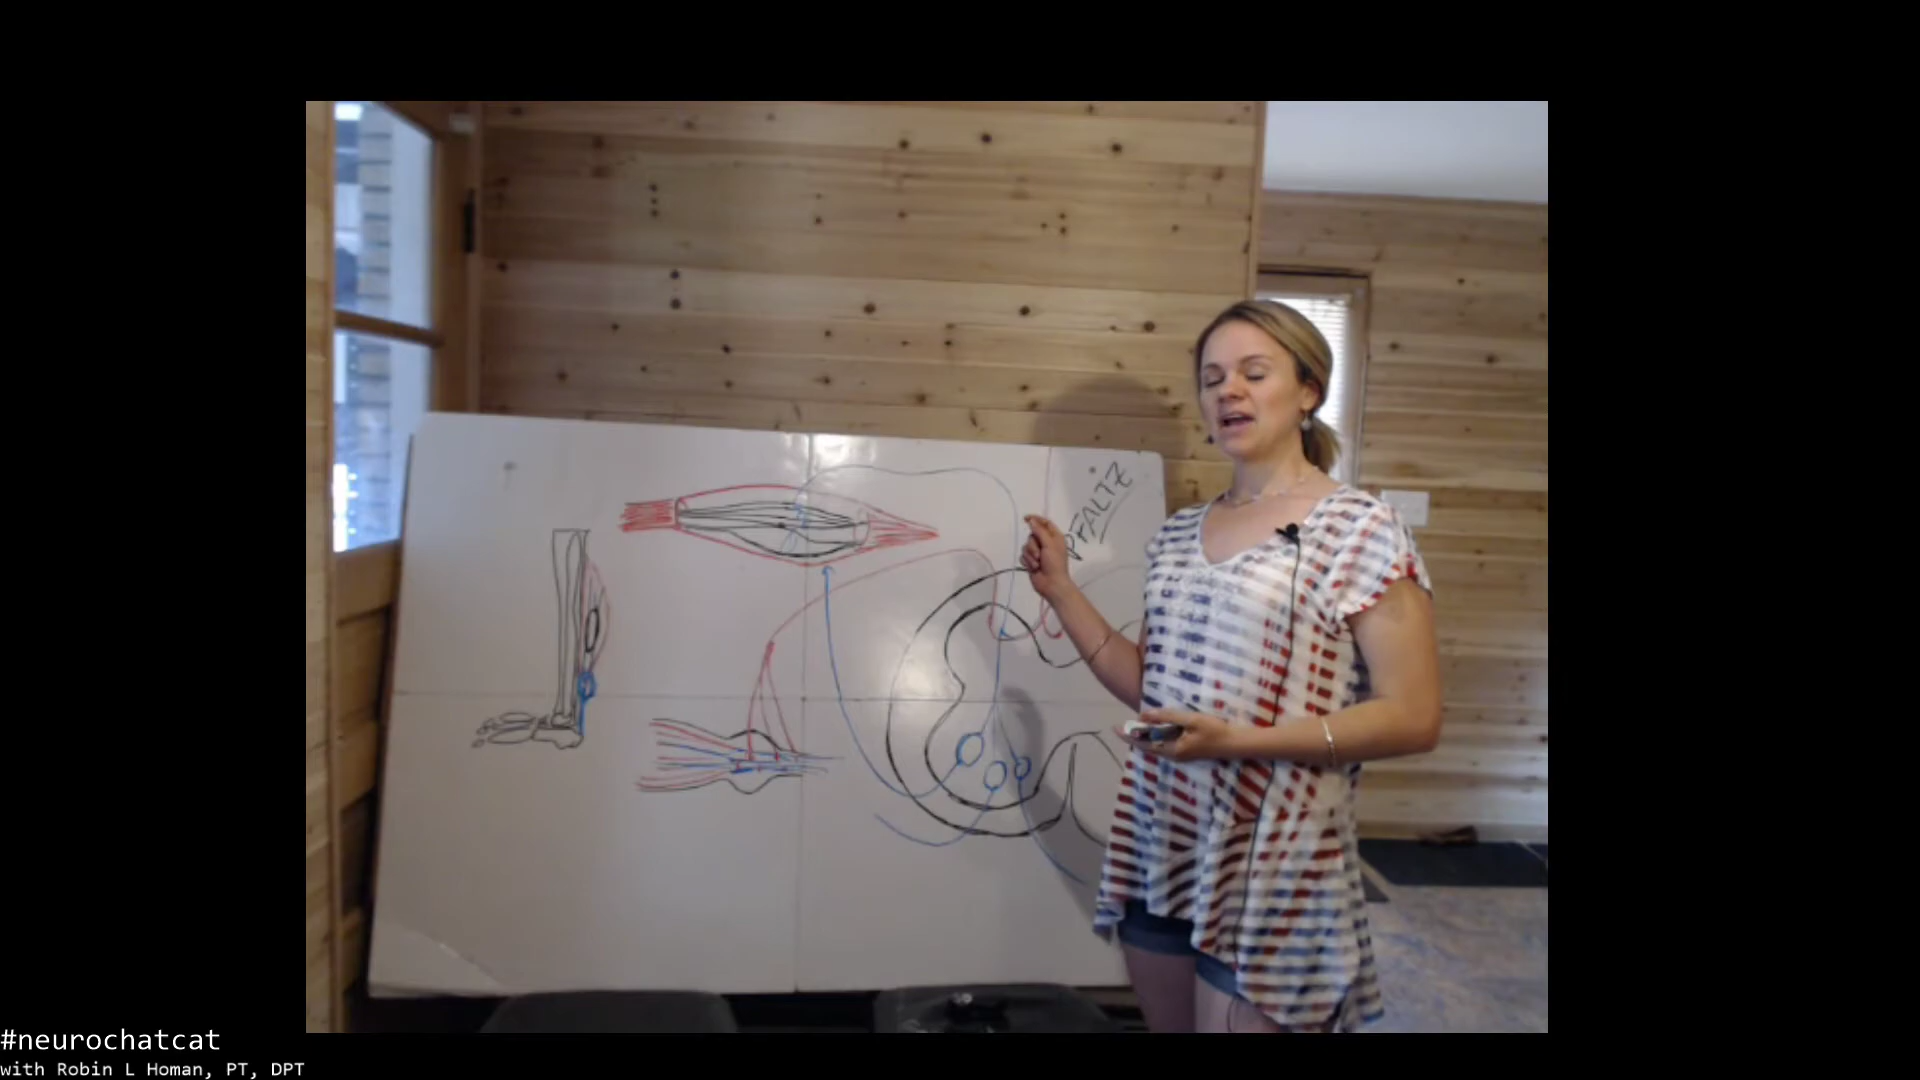 PFALTZ
#neurochatcat
with Robin L Homan, PT, DPT